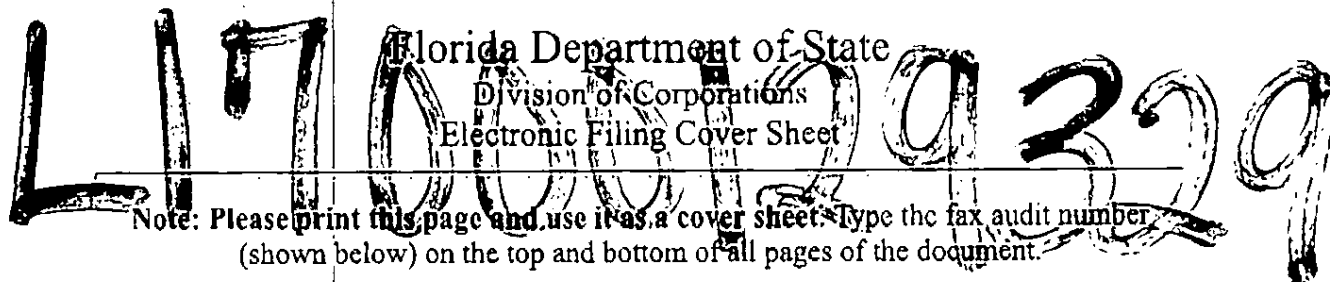 L17000129329
Florida Department of State
Division of Corporations
Electronic Filing Cover Sheet
Note: Please print this page and use it as a cover sheet. Type the fax audit number
(shown below) on the top and bottom of all pages of the document.